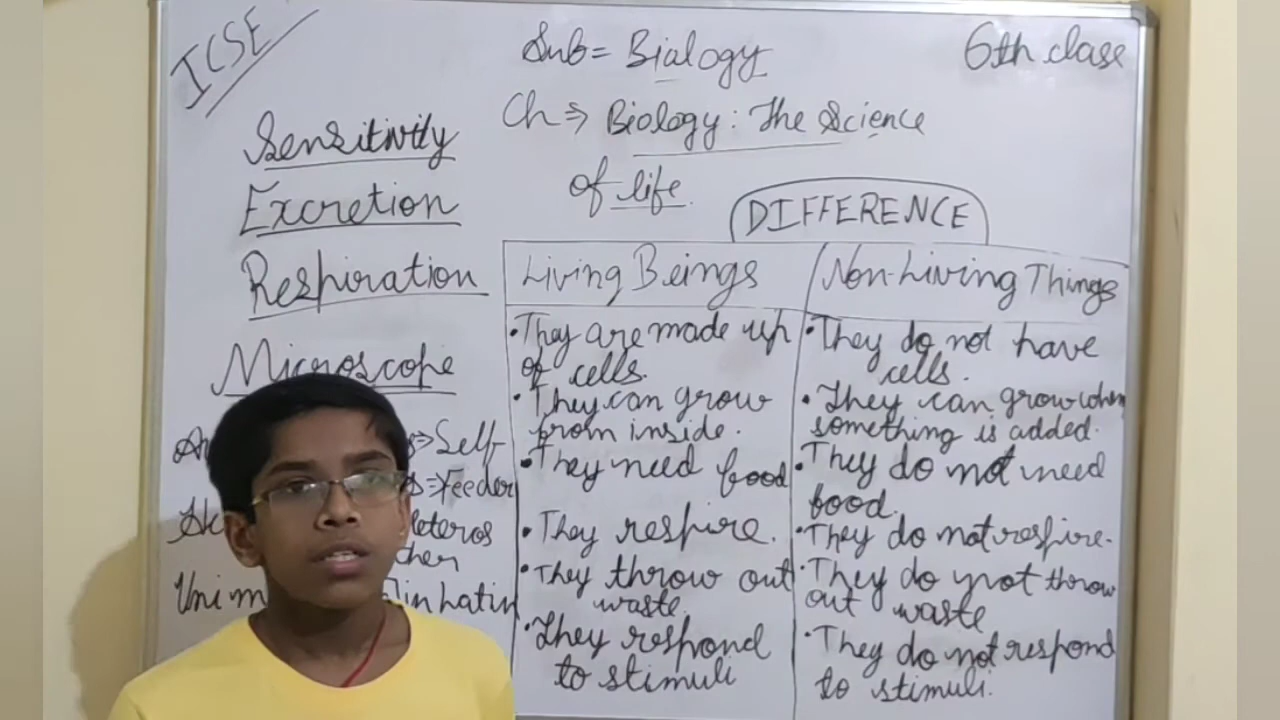 ICSE
Sub = Bialogy
6th class
Ch ⇒ Biology: The Science
of life.
Sensitivity
Excretion
Respiration
Microscope
⇒ Self
=Feeder
Heteros
in Latin
DIFFERENCE
Living Beings
• They are made up
of cells.
• They can grow
from inside.
• They need food
• They respire.
• They throw out
waste.
• They respond
to stimuli
Non-Living Things
• They do not have
cells.
• They can grow when
something is added.
• They do not need
food.
• They do not respire.
• They do not throw
out waste
• They do not respond
to stimuli.